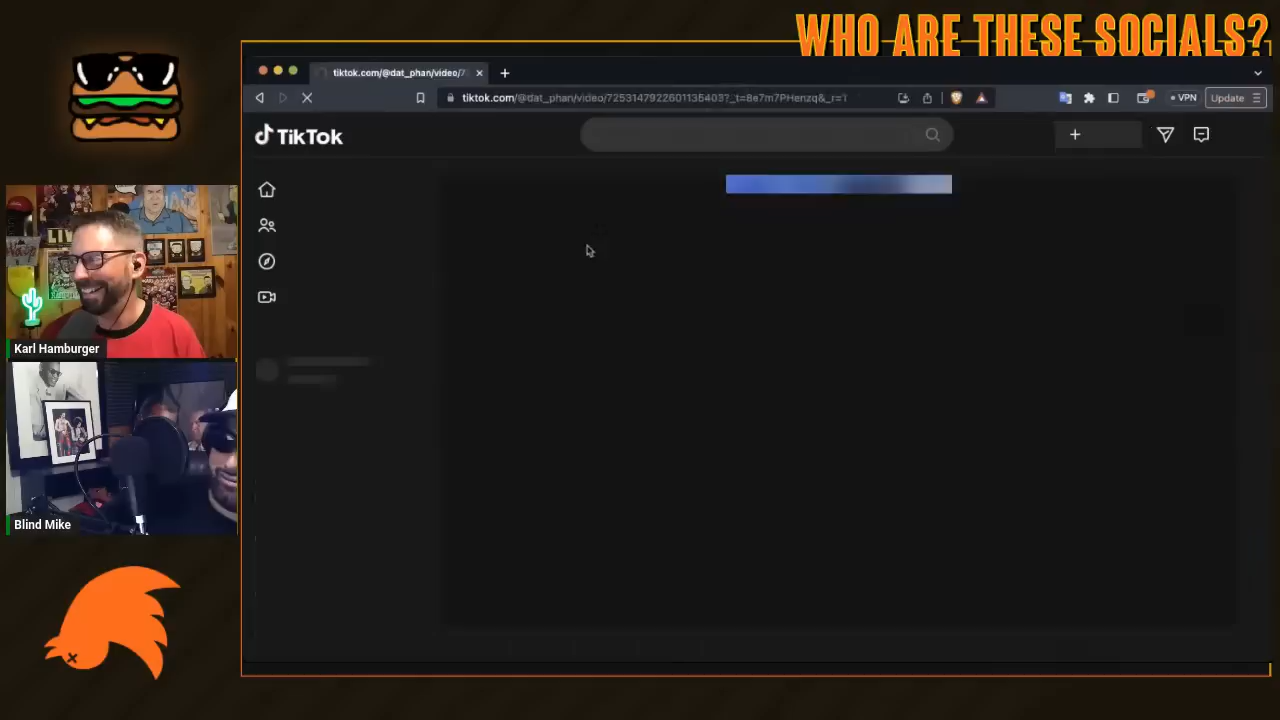 WHO ARE THESE SOCIALS?
tiktok.com/@dat_phan/video/7
tiktok.com/@dat_phan/video/7253147922601135403?_t=8e7m7PHenzq&_r=1
VPN
Update
TikTok
LIV
Karl Hamburger
Blind Mike